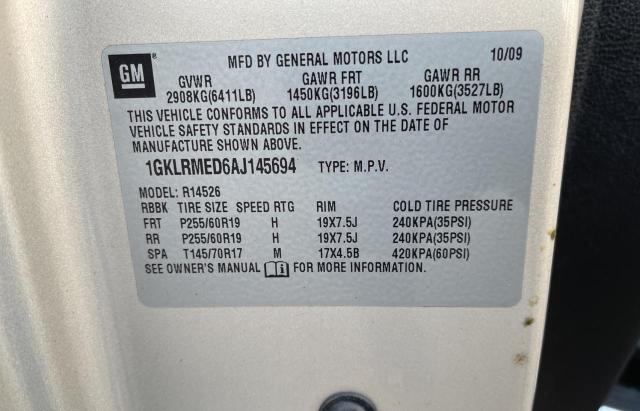 GM
MFD BY GENERAL MOTORS LLC 10/09
GVWR GAWR FRT GAWR RR
2908KG(6411LB) 1450KG(3196LB) 1600KG(3527LB)
THIS VEHICLE CONFORMS TO ALL APPLICABLE U.S. FEDERAL MOTOR
VEHICLE SAFETY STANDARDS IN EFFECT ON THE DATE OF
MANUFACTURE SHOWN ABOVE.
1GKLRMED6AJ145694 TYPE: M.P.V.
MODEL: R14526
RBBK TIRE SIZE SPEED RTG RIM COLD TIRE PRESSURE
FRT P255/60R19 H 19X7.5J 240KPA(35PSI)
RR P255/60R19 H 19X7.5J 240KPA(35PSI)
SPA T145/70R17 M 17X4.5B 420KPA(60PSI)
SEE OWNER'S MANUAL i FOR MORE INFORMATION.